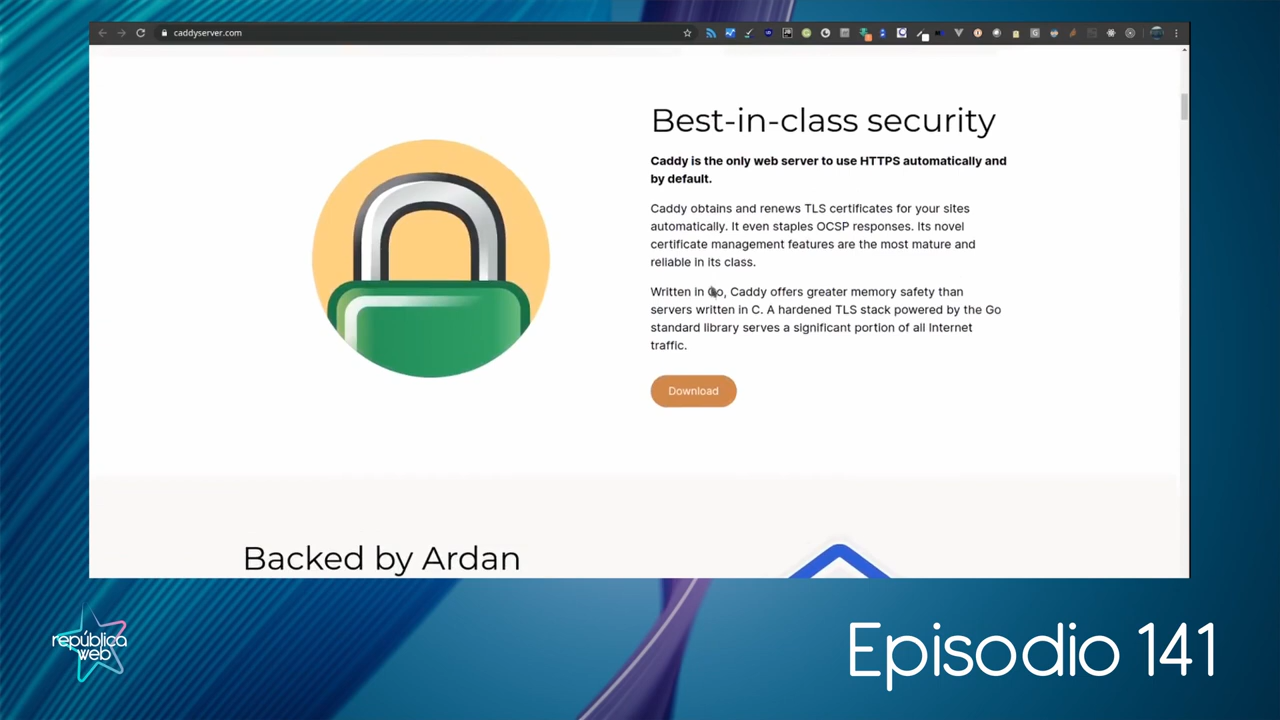 caddyserver.com
Best-in-class security
Caddy is the only web server to use HTTPS automatically and
by default.
Caddy obtains and renews TLS certificates for your sites
automatically. It even staples OCSP responses. Its novel
certificate management features are the most mature and
reliable in its class.
Written in Go, Caddy offers greater memory safety than
servers written in C. A hardened TLS stack powered by the Go
standard library serves a significant portion of all Internet
traffic.
Download
Backed by Ardan
república
web
Episodio 141